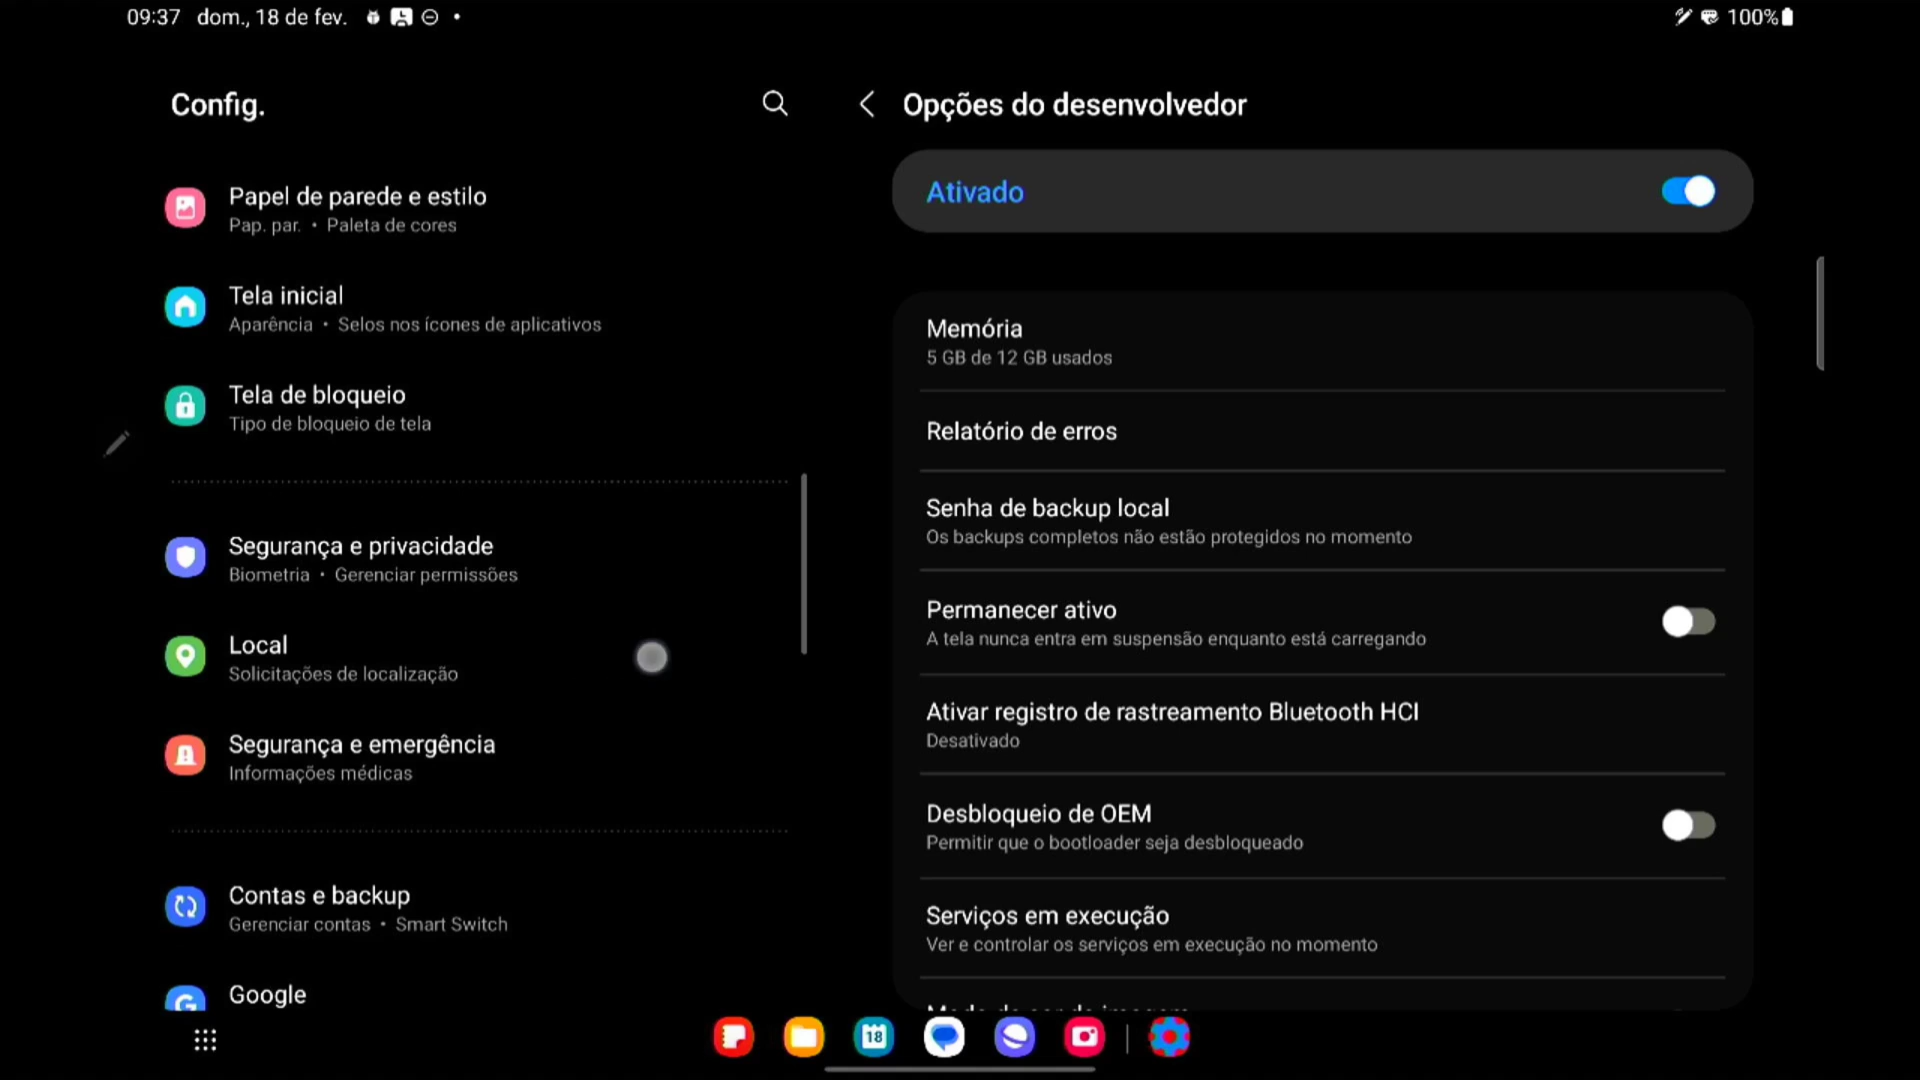 09:37 dom., 18 de fev.
100%
Config.
Papel de parede e estilo
Pap. par. • Paleta de cores
Tela inicial
Aparência • Selos nos ícones de aplicativos
Tela de bloqueio
Tipo de bloqueio de tela
Segurança e privacidade
Biometria • Gerenciar permissões
Local
Solicitações de localização
Segurança e emergência
Informações médicas
Contas e backup
Gerenciar contas • Smart Switch
Google
Opções do desenvolvedor
Ativado
Memória
5 GB de 12 GB usados
Relatório de erros
Senha de backup local
Os backups completos não estão protegidos no momento
Permanecer ativo
A tela nunca entra em suspensão enquanto está carregando
Ativar registro de rastreamento Bluetooth HCI
Desativado
Desbloqueio de OEM
Permitir que o bootloader seja desbloqueado
Serviços em execução
Ver e controlar os serviços em execução no momento
18